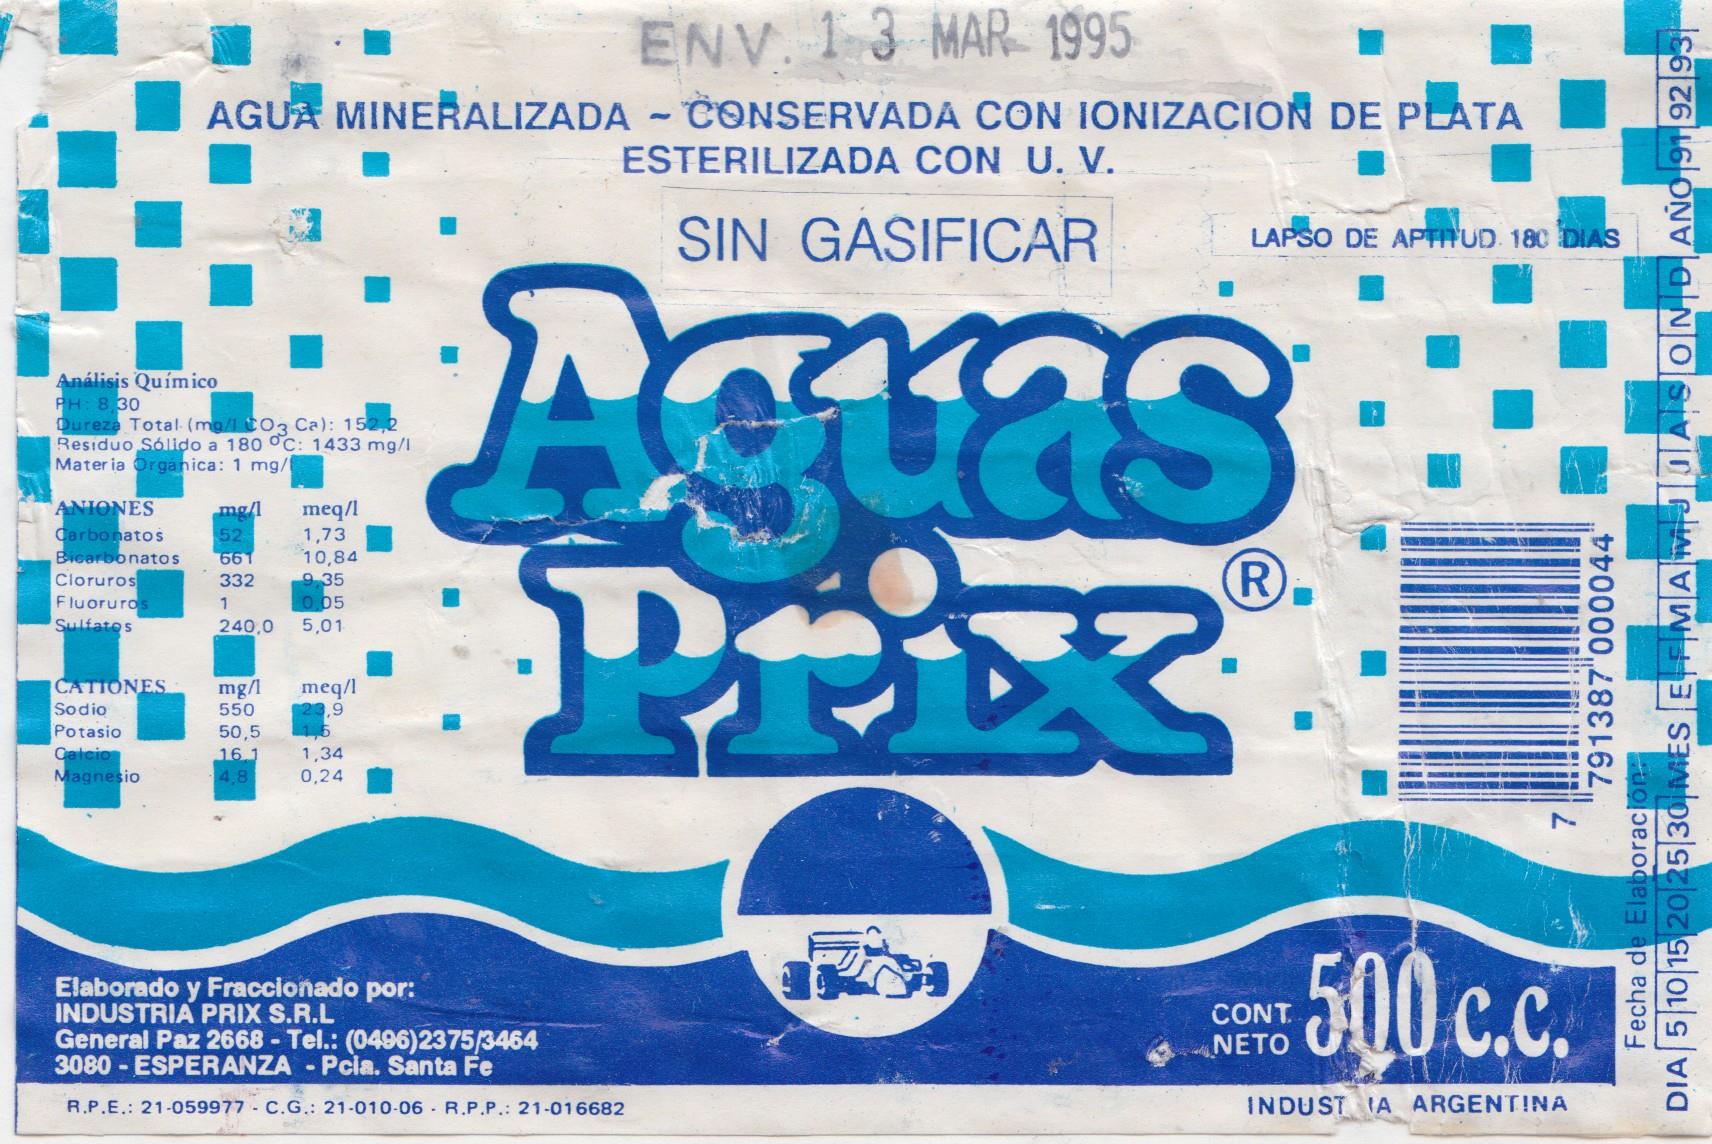 ENV. 13 MAR 1995
AGUA MINERALIZADA ~ CONSERVADA CON IONIZACION DE PLATA
ESTERILIZADA CON U. V.
SIN GASIFICAR
LAPSO DE APTITUD 180 DIAS
Aguas
Prix ®
Análisis Químico
PH: 8,30
Dureza Total (mg/l CO3 Ca): 152,2
Residuo Sólido a 180 ºC: 1433 mg/l
Materia Orgánica: 1 mg/l
ANIONES mg/l meq/l
Carbonatos 52 1,73
Bicarbonatos 661 10,84
Cloruros 332 9,35
Fluoruros 1 0,05
Sulfatos 240,0 5,01
CATIONES mg/l meq/l
Sodio 550 23,9
Potasio 50,5 1,5
Calcio 16,1 1,34
Magnesio 4,8 0,24
7 791387 000044
Elaborado y Fraccionado por:
INDUSTRIA PRIX S.R.L
General Paz 2668 - Tel.: (0496)2375/3464
3080 - ESPERANZA - Pcia. Santa Fe
CONT. NETO 500 c.c.
R.P.E.: 21-059977 - C.G.: 21-010-06 - R.P.P.: 21-016682
INDUSTRIA ARGENTINA
Fecha de Elaboración:
DIA 5|10|15|20|25|30|MES E|F|M|A|M|J|J|A|S|O|N|D AÑO 91|92|93|